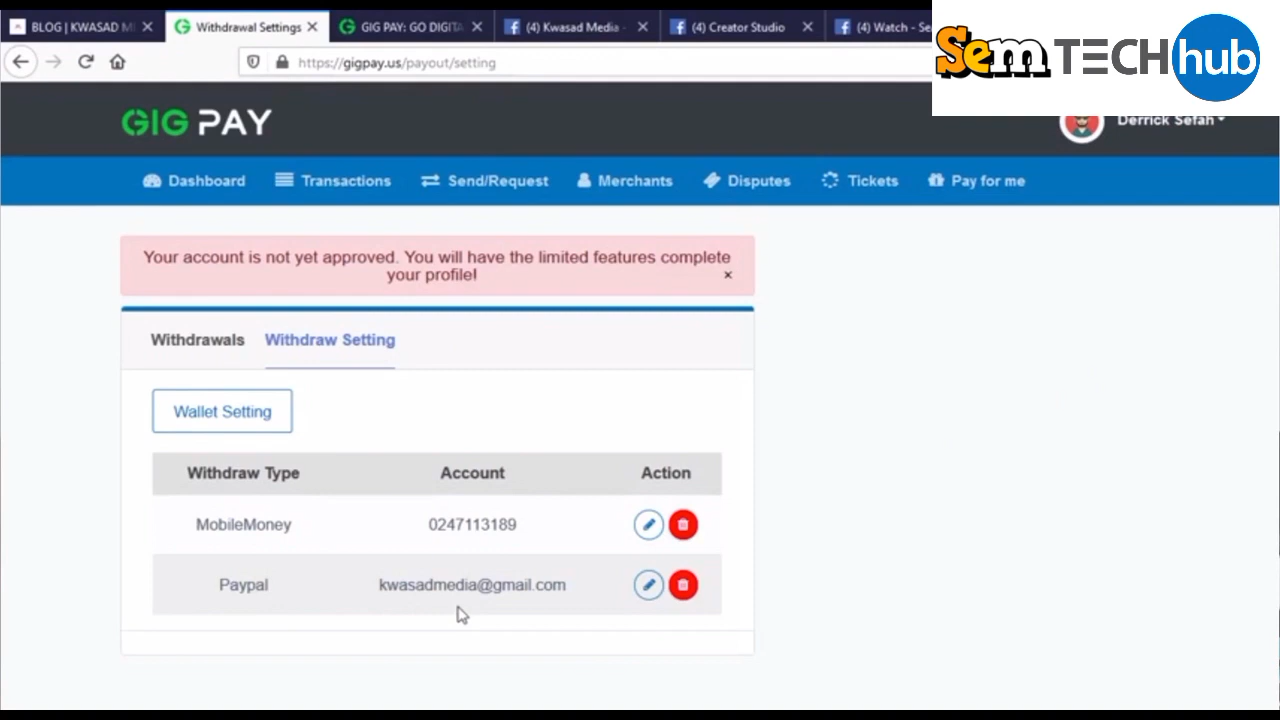 BLOG | KWASAD M
Withdrawal Settings
GIG PAY: GO DIGITA
(4) Kwasad Media -
(4) Creator Studio
(4) Watch - Se
Sem TECH hub
https://gigpay.us/payout/setting
GIG PAY
Derrick Sefah
Dashboard
Transactions
Send/Request
Merchants
Disputes
Tickets
Pay for me
Your account is not yet approved. You will have the limited features complete
your profile!
×
Withdrawals
Withdraw Setting
Wallet Setting
Withdraw Type
Account
Action
MobileMoney
0247113189
Paypal
kwasadmedia@gmail.com